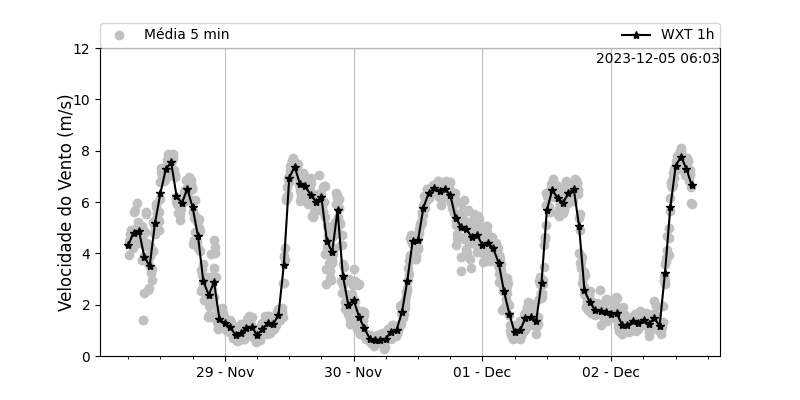 Média 5 min
WXT 1h
2023-12-05 06:03
Velocidade do Vento (m/s)
12
10
8
6
4
2
0
29 - Nov
30 - Nov
01 - Dec
02 - Dec